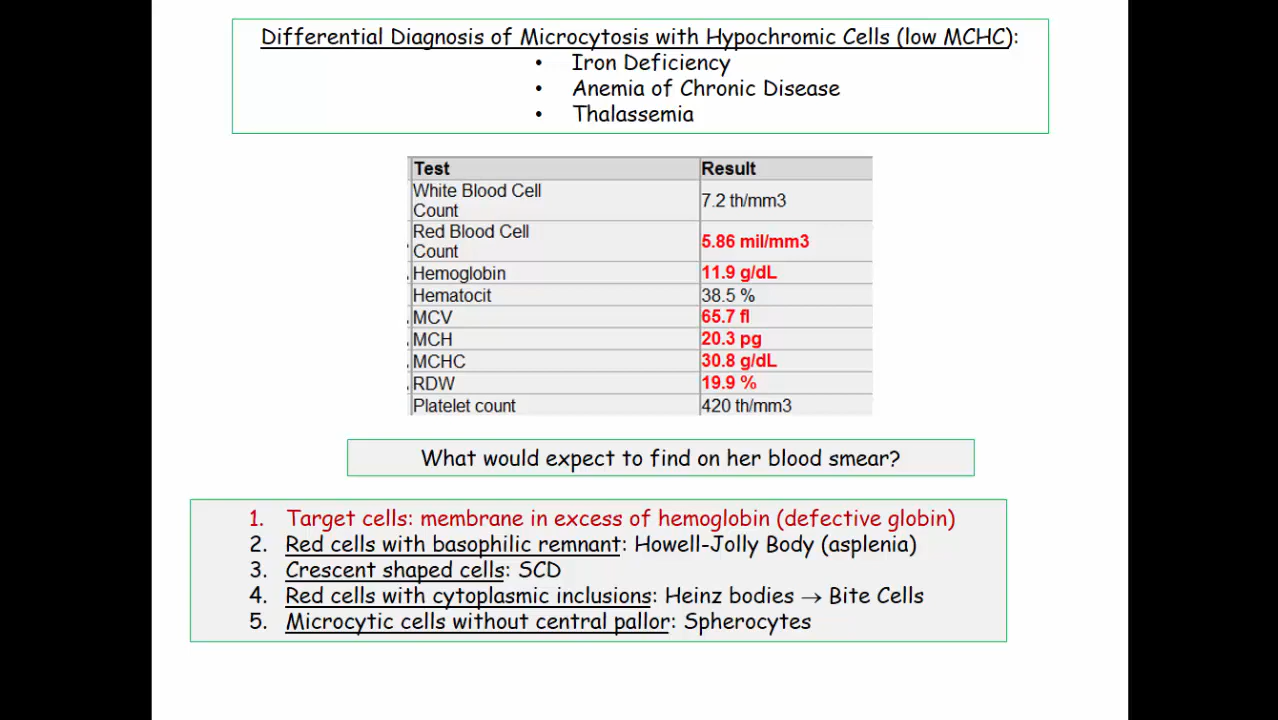 Differential Diagnosis of Microcytosis with Hypochromic Cells (low MCHC):
• Iron Deficiency
• Anemia of Chronic Disease
• Thalassemia
Test Result
White Blood Cell
Count 7.2 th/mm3
Red Blood Cell
Count 5.86 mil/mm3
Hemoglobin 11.9 g/dL
Hematocit 38.5 %
MCV 65.7 fl
MCH 20.3 pg
MCHC 30.8 g/dL
RDW 19.9 %
Platelet count 420 th/mm3
What would expect to find on her blood smear?
1. Target cells: membrane in excess of hemoglobin (defective globin)
2. Red cells with basophilic remnant: Howell-Jolly Body (asplenia)
3. Crescent shaped cells: SCD
4. Red cells with cytoplasmic inclusions: Heinz bodies → Bite Cells
5. Microcytic cells without central pallor: Spherocytes